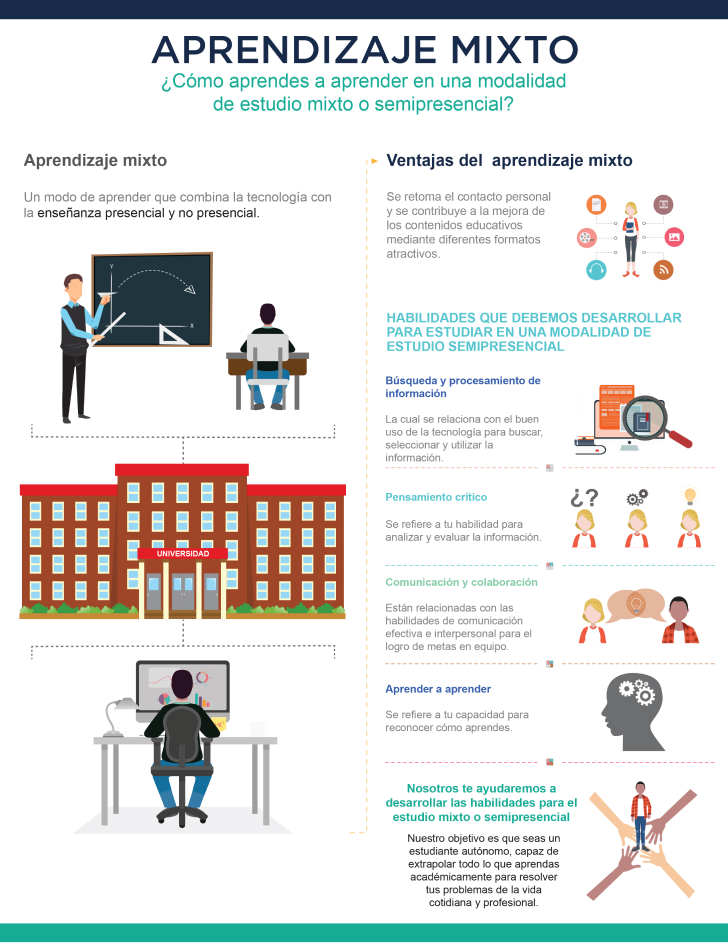 APRENDIZAJE MIXTO
¿Cómo aprendes a aprender en una modalidad
de estudio mixto o semipresencial?
Aprendizaje mixto
Un modo de aprender que combina la tecnología con
la enseñanza presencial y no presencial.
Y
X
UNIVERSIDAD
Ventajas del aprendizaje mixto
Se retoma el contacto personal
y se contribuye a la mejora de
los contenidos educativos
mediante diferentes formatos
atractivos.
HABILIDADES QUE DEBEMOS DESARROLLAR
PARA ESTUDIAR EN UNA MODALIDAD DE
ESTUDIO SEMIPRESENCIAL
Búsqueda y procesamiento de
información
La cual se relaciona con el buen
uso de la tecnología para buscar,
seleccionar y utilizar la
información.
Pensamiento crítico
Se refiere a tu habilidad para
analizar y evaluar la información.
¿?
Comunicación y colaboración
Están relacionadas con las
habilidades de comunicación
efectiva e interpersonal para el
logro de metas en equipo.
Aprender a aprender
Se refiere a tu capacidad para
reconocer cómo aprendes.
Nosotros te ayudaremos a
desarrollar las habilidades para el
estudio mixto o semipresencial
Nuestro objetivo es que seas un
estudiante autónomo, capaz de
extrapolar todo lo que aprendas
académicamente para resolver
tus problemas de la vida
cotidiana y profesional.